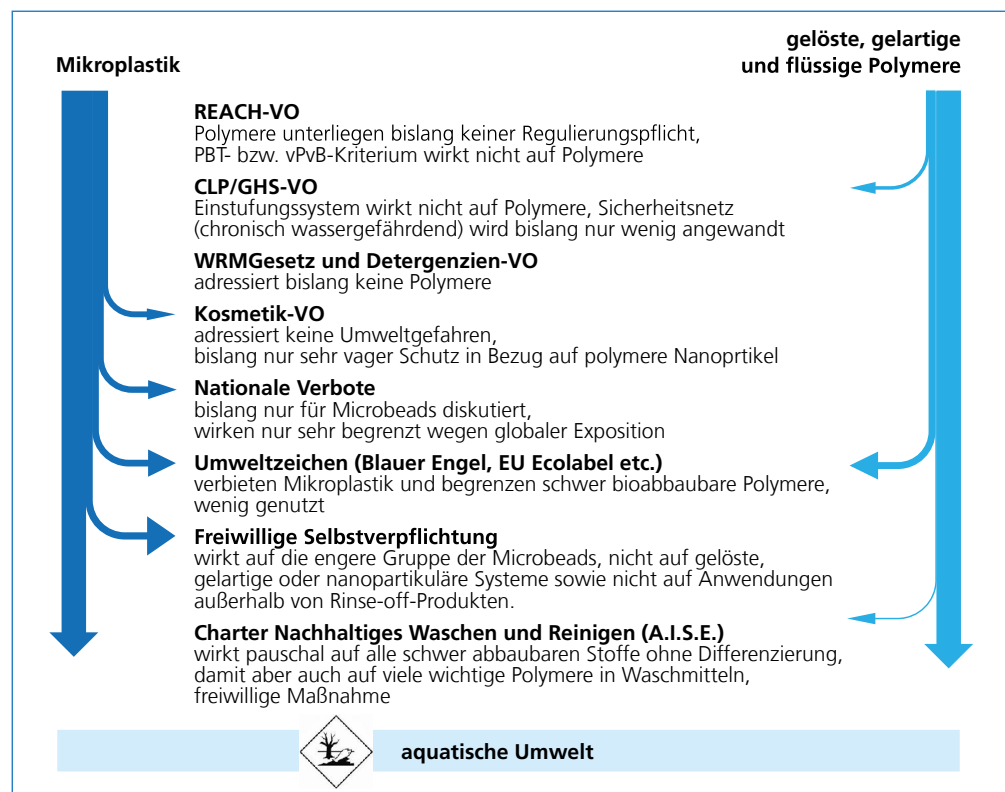 Mikroplastik
gelöste, gelartige
und flüssige Polymere
REACH-VO
Polymere unterliegen bislang keiner Regulierungspflicht,
PBT- bzw. vPvB-Kriterium wirkt nicht auf Polymere
CLP/GHS-VO
Einstufungssystem wirkt nicht auf Polymere, Sicherheitsnetz
(chronisch wassergefährdend) wird bislang nur wenig angewandt
WRMGesetz und Detergenzien-VO
adressiert bislang keine Polymere
Kosmetik-VO
adressiert keine Umweltgefahren,
bislang nur sehr vager Schutz in Bezug auf polymere Nanoprtikel
Nationale Verbote
bislang nur für Microbeads diskutiert,
wirken nur sehr begrenzt wegen globaler Exposition
Umweltzeichen (Blauer Engel, EU Ecolabel etc.)
verbieten Mikroplastik und begrenzen schwer bioabbaubare Polymere,
wenig genutzt
Freiwillige Selbstverpflichtung
wirkt auf die engere Gruppe der Microbeads, nicht auf gelöste,
gelartige oder nanopartikuläre Systeme sowie nicht auf Anwendungen
außerhalb von Rinse-off-Produkten.
Charter Nachhaltiges Waschen und Reinigen (A.I.S.E.)
wirkt pauschal auf alle schwer abbaubaren Stoffe ohne Differenzierung,
damit aber auch auf viele wichtige Polymere in Waschmitteln,
freiwillige Maßnahme
aquatische Umwelt